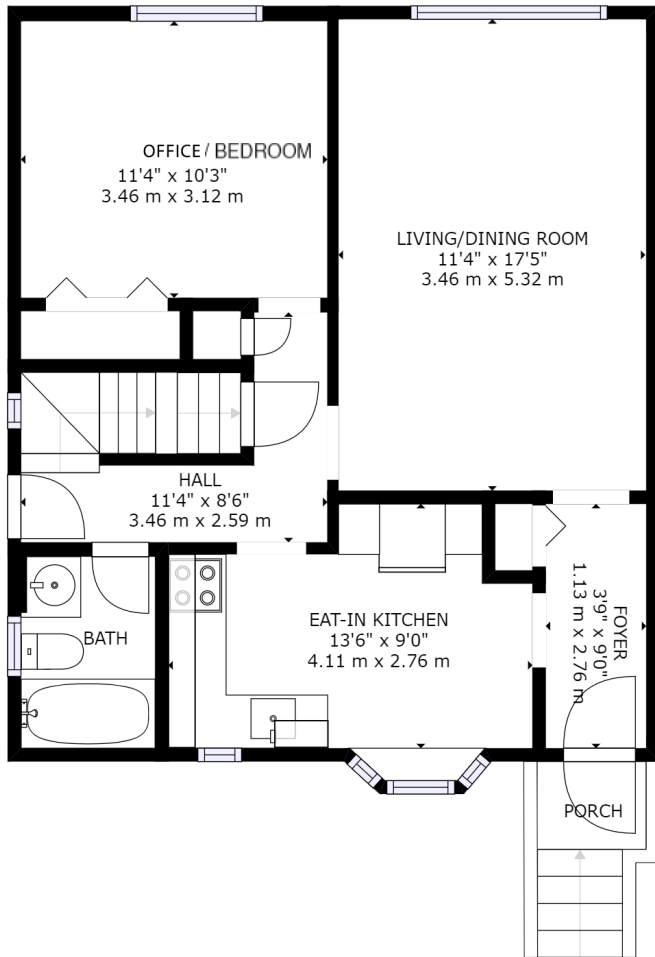 OFFICE / BEDROOM
11'4" x 10'3"
3.46 m x 3.12 m
LIVING/DINING ROOM
11'4" x 17'5"
3.46 m x 5.32 m
HALL
11'4" x 8'6"
3.46 m x 2.59 m
BATH
EAT-IN KITCHEN
13'6" x 9'0"
4.11 m x 2.76 m
FOYER
3'9" x 9'0"
1.13 m x 2.76 m
PORCH